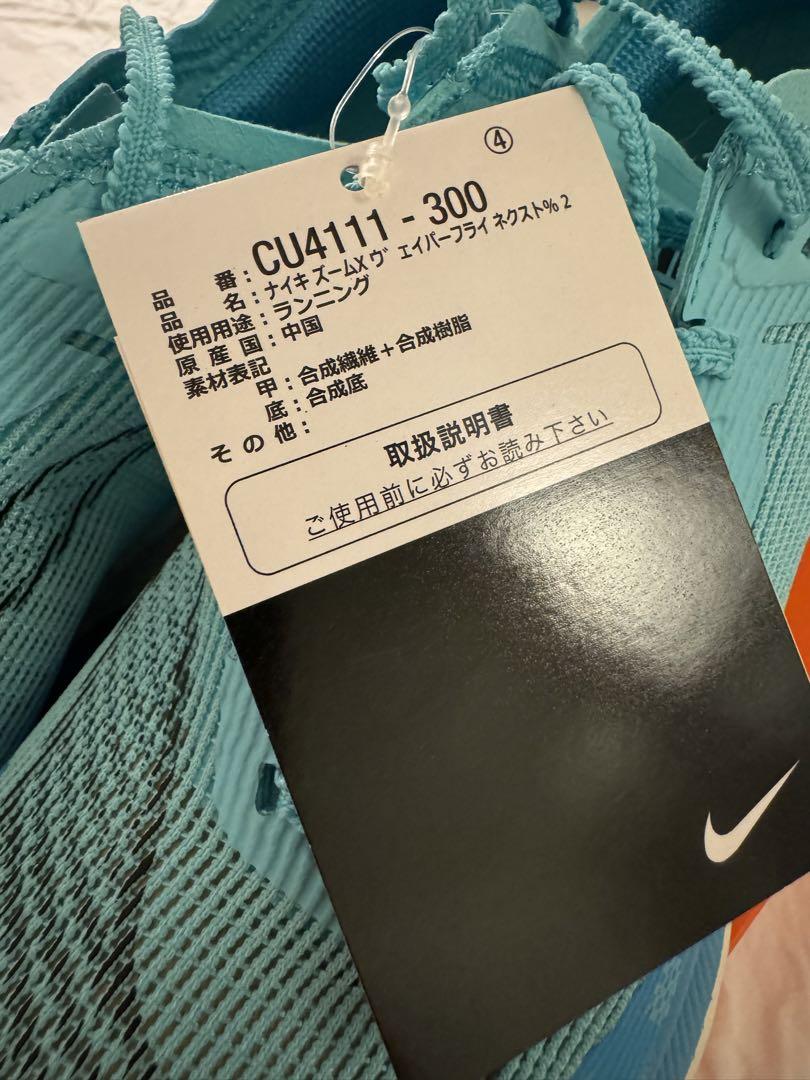 ④
品番：CU4111 - 300
品名：ナイキ ズームX ヴェイパーフライ ネクスト% 2
使用用途：ランニング
原産国：中国
素材表記
甲：合成繊維＋合成樹脂
底：合成底
その他：
取扱説明書
ご使用前に必ずお読み下さい